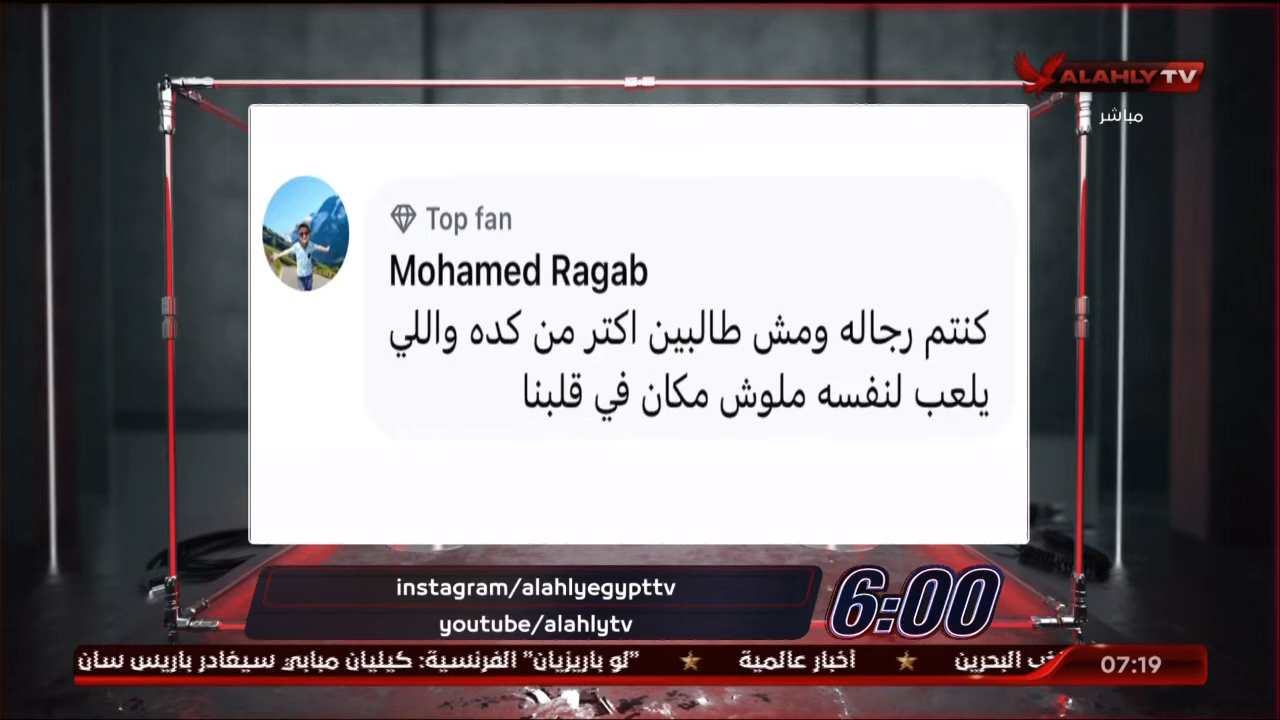 ALAHLY TV
مباشر
Top fan
Mohamed Ragab
كنتم رجاله ومش طالبين اكتر من كده واللي
يلعب لنفسه ملوش مكان في قلبنا
instagram/alahlyegypttv
youtube/alahlytv
6:00
البحرين ★ أخبار عالمية ★ "لو باريزيان" الفرنسية: كيليان مبابي سيغادر باريس سان
07:19